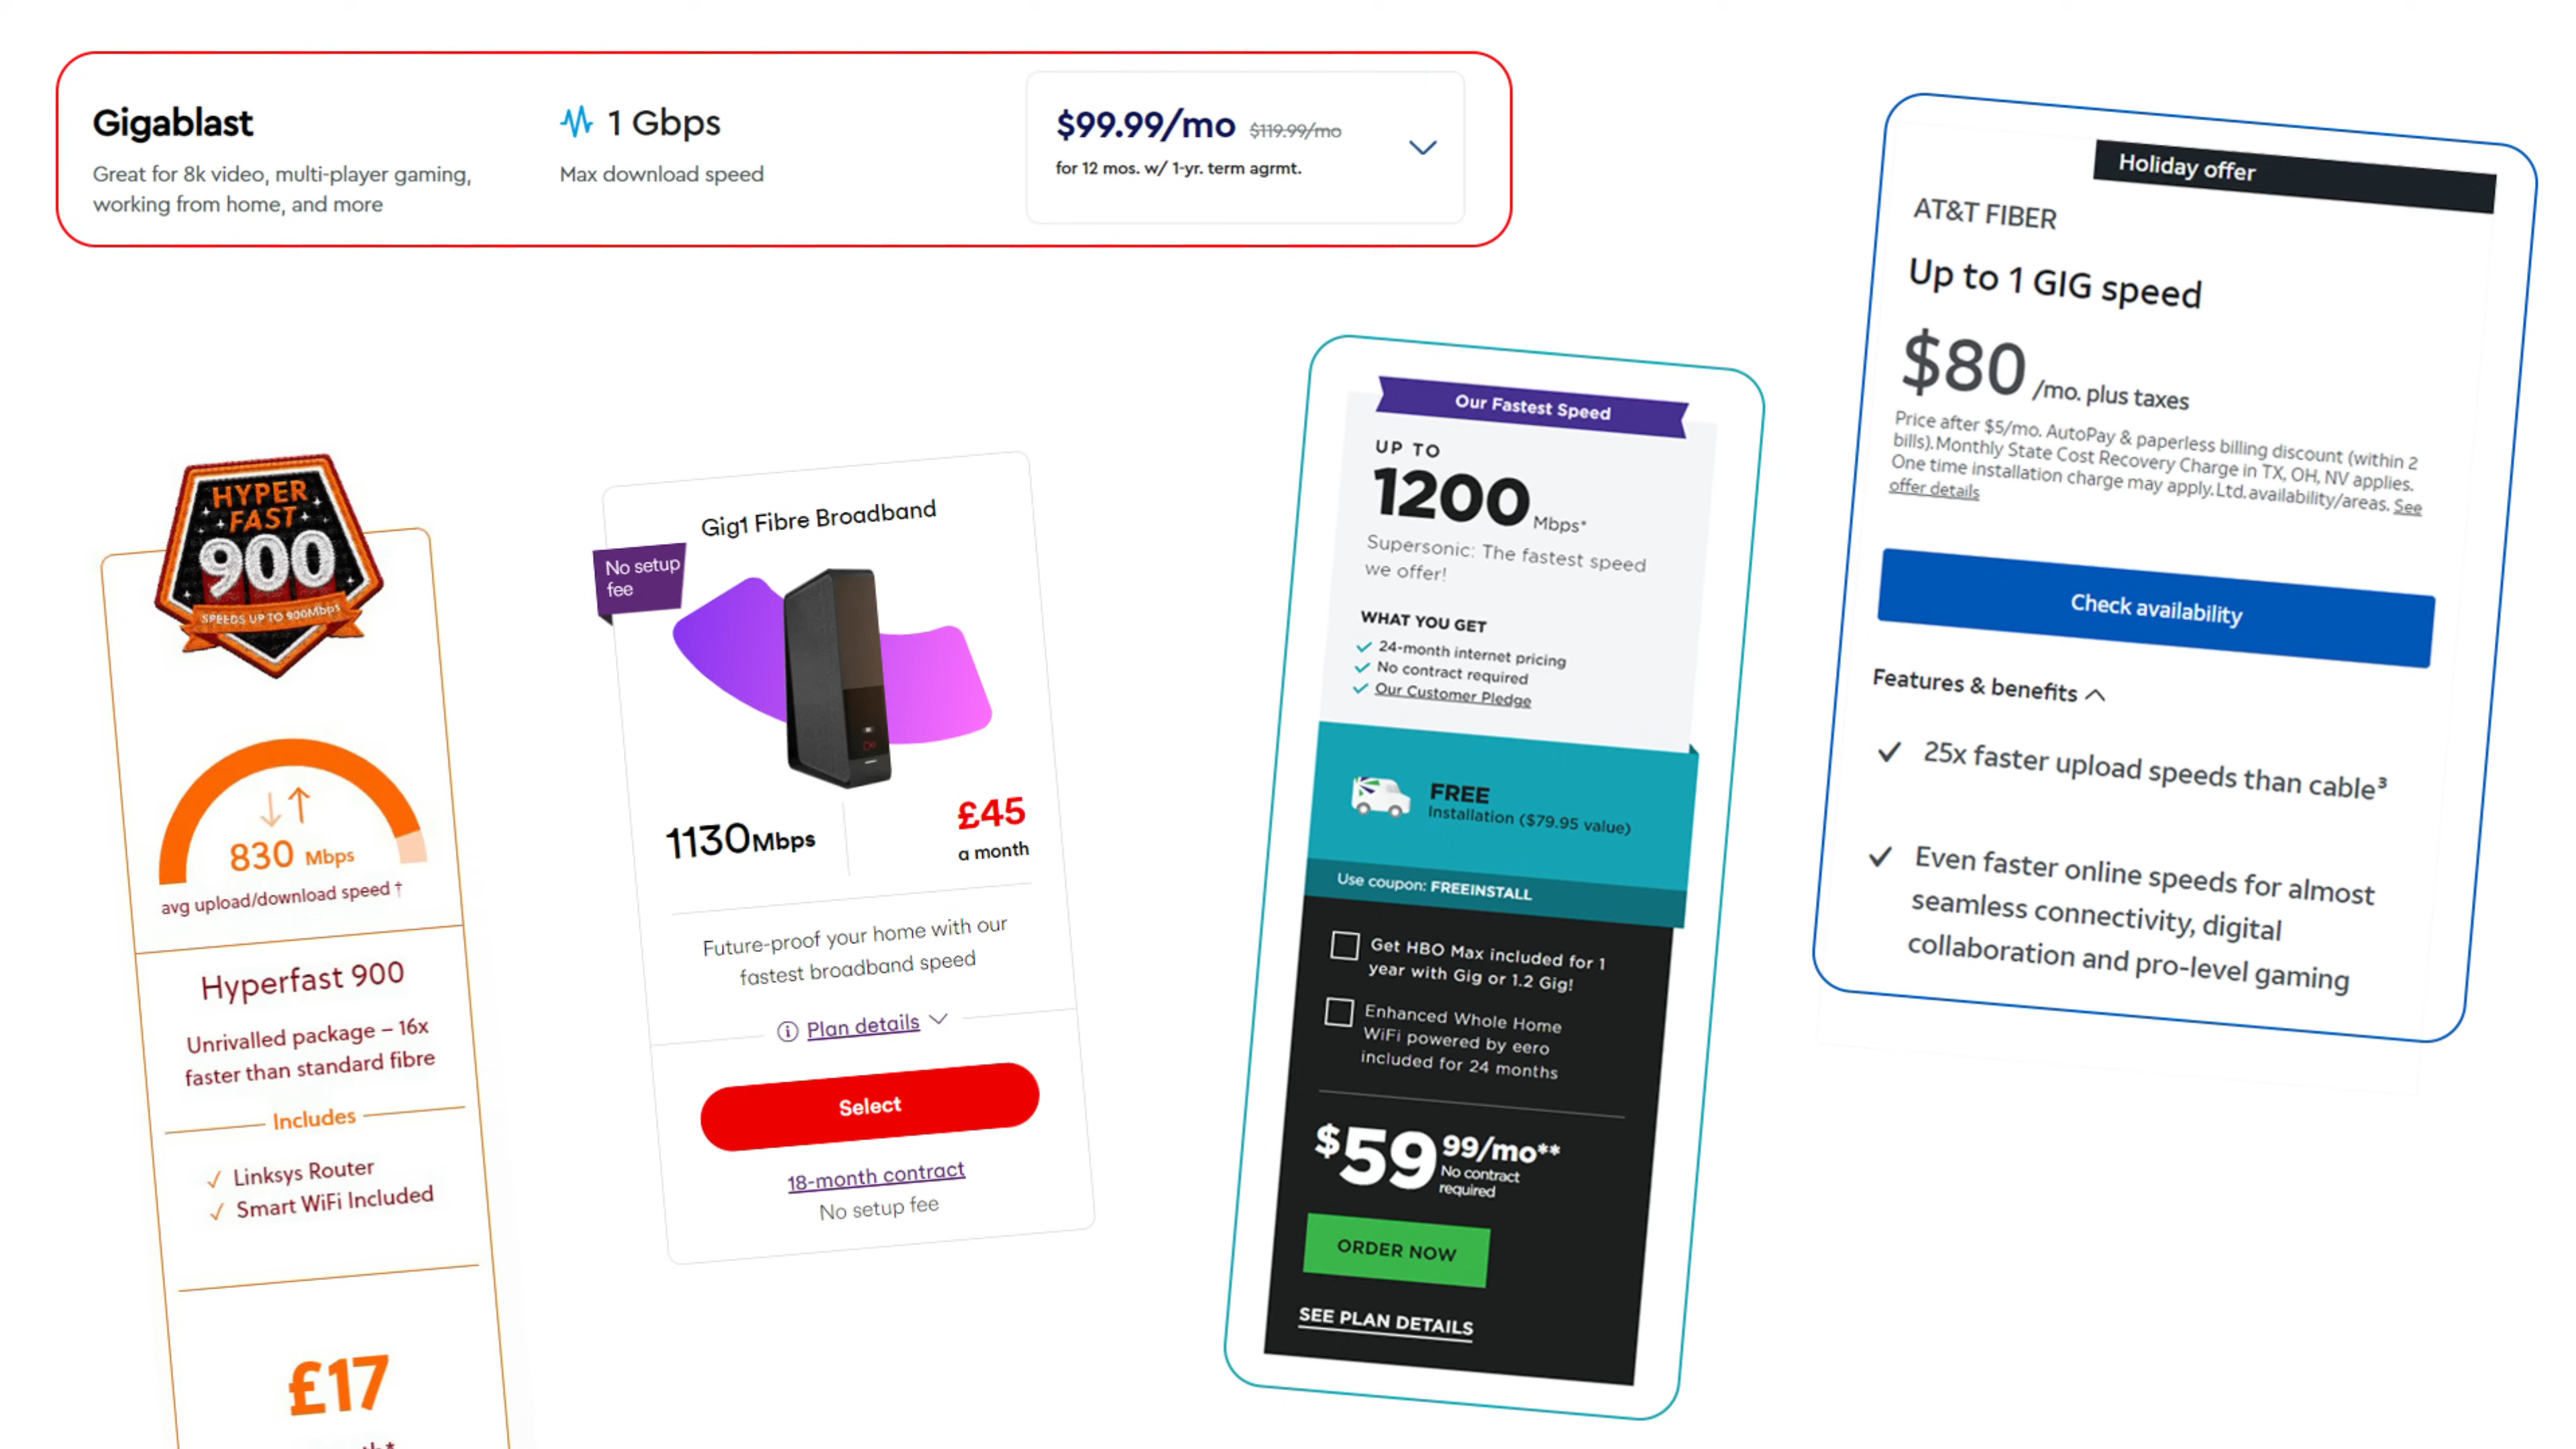 Gigablast
Great for 8k video, multi-player gaming,
working from home, and more
1 Gbps
Max download speed
$99.99/mo $119.99/mo
for 12 mos. w/ 1-yr. term agrmt.
HYPER
FAST
900
SPEEDS UP TO 900Mbps
830 Mbps
avg upload/download speed †
Hyperfast 900
Unrivalled package – 16x
faster than standard fibre
Includes
Linksys Router
Smart WiFi Included
£17
Gig1 Fibre Broadband
No setup
fee
1130Mbps
£45
a month
Future-proof your home with our
fastest broadband speed
Plan details
Select
18-month contract
No setup fee
Our Fastest Speed
UP TO
1200 Mbps*
Supersonic: The fastest speed
we offer!
WHAT YOU GET
24-month internet pricing
No contract required
Our Customer Pledge
FREE
Installation ($79.95 value)
Use coupon: FREEINSTALL
Get HBO Max included for 1
year with Gig or 1.2 Gig!
Enhanced Whole Home
WiFi powered by eero
included for 24 months
$59 99/mo**
No contract
required
ORDER NOW
SEE PLAN DETAILS
Holiday offer
AT&T FIBER
Up to 1 GIG speed
$80 /mo. plus taxes
Price after $5/mo. AutoPay & paperless billing discount (within 2
bills).Monthly State Cost Recovery Charge in TX, OH, NV applies.
One time installation charge may apply.Ltd.availability/areas. See
offer details
Check availability
Features & benefits
25x faster upload speeds than cable³
Even faster online speeds for almost
seamless connectivity, digital
collaboration and pro-level gaming